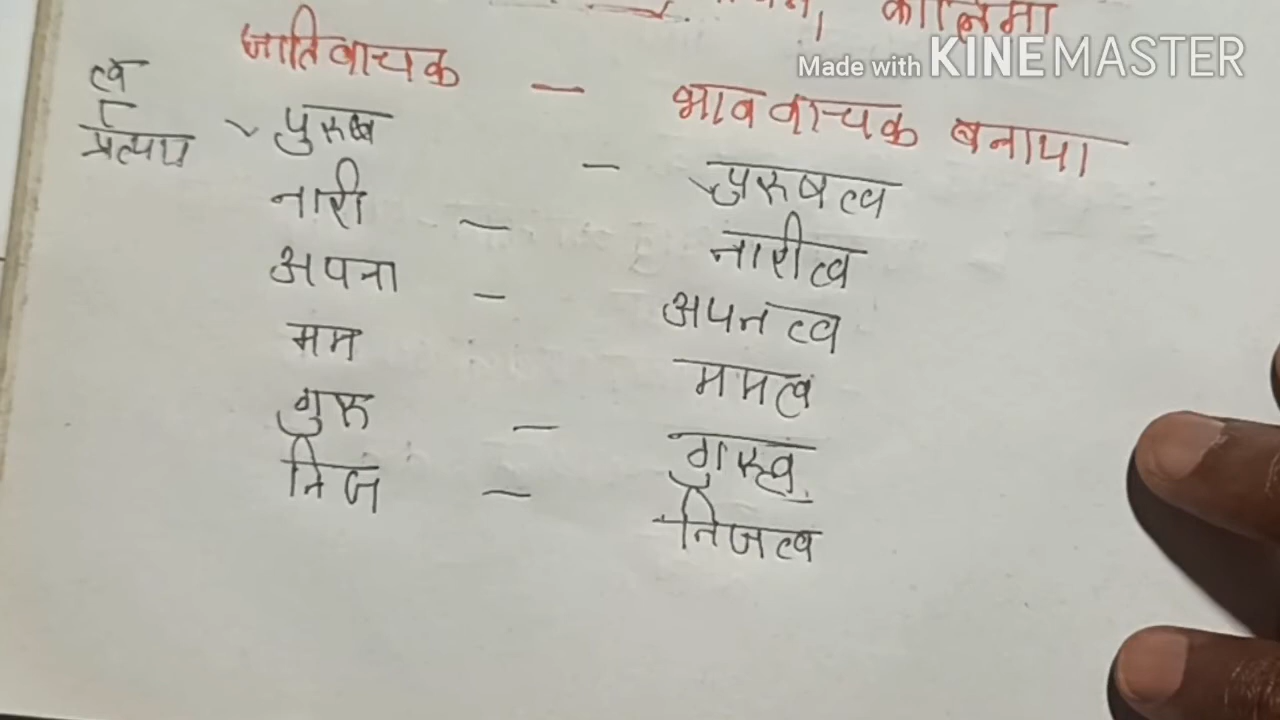 कालिमा
Made with KINEMASTER
जातिवाचक – भाववाचक बनाया
त्व
प्रत्यय
पुरुष – पुरुषत्व
नारी – नारीत्व
अपना – अपनत्व
मम ममत्व
गुरु – गुरुत्व
निज – निजत्व